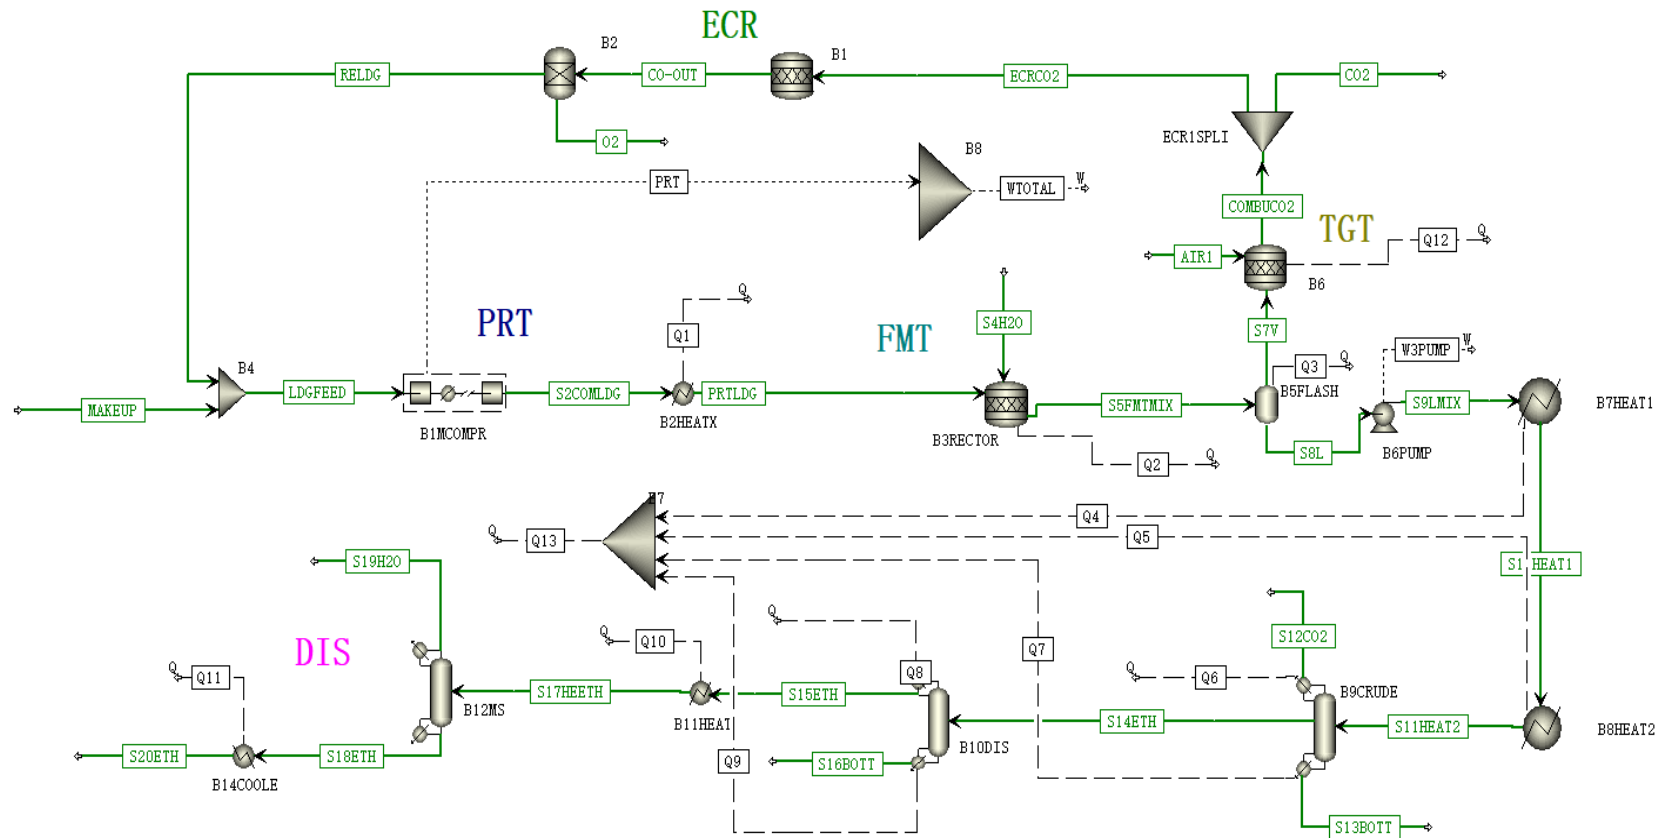 ECR
B2
B1
RELDG
CO-OUT
ECRCO2
CO2
O2
ECR1SPLI
B8
PRT
WTOTAL
W
COMBUCO2
TGT
Q12
Q
AIR1
B6
PRT
Q
Q1
FMT
S4H2O
S7V
W3PUMP
W
Q3
Q
B5FLASH
B4
LDGFEED
S2COMLDG
PRTLDG
S5FMTMIX
S9LMIX
B7HEAT1
MAKEUP
B1MCOMPR
B2HEATX
B3RECTOR
S8L
B6PUMP
Q2
Q
Q4
Q13
Q
Q5
S19H2O
HEAT1
DIS
Q
Q10
Q
Q8
Q7
S12CO2
Q11
Q
Q6
Q
B9CRUDE
S17HEETH
S15ETH
S14ETH
S11HEAT2
B12MS
B11HEAT
B10DIS
B8HEAT2
S20ETH
S18ETH
Q9
S16BOTT
B14COOLE
S13BOTT